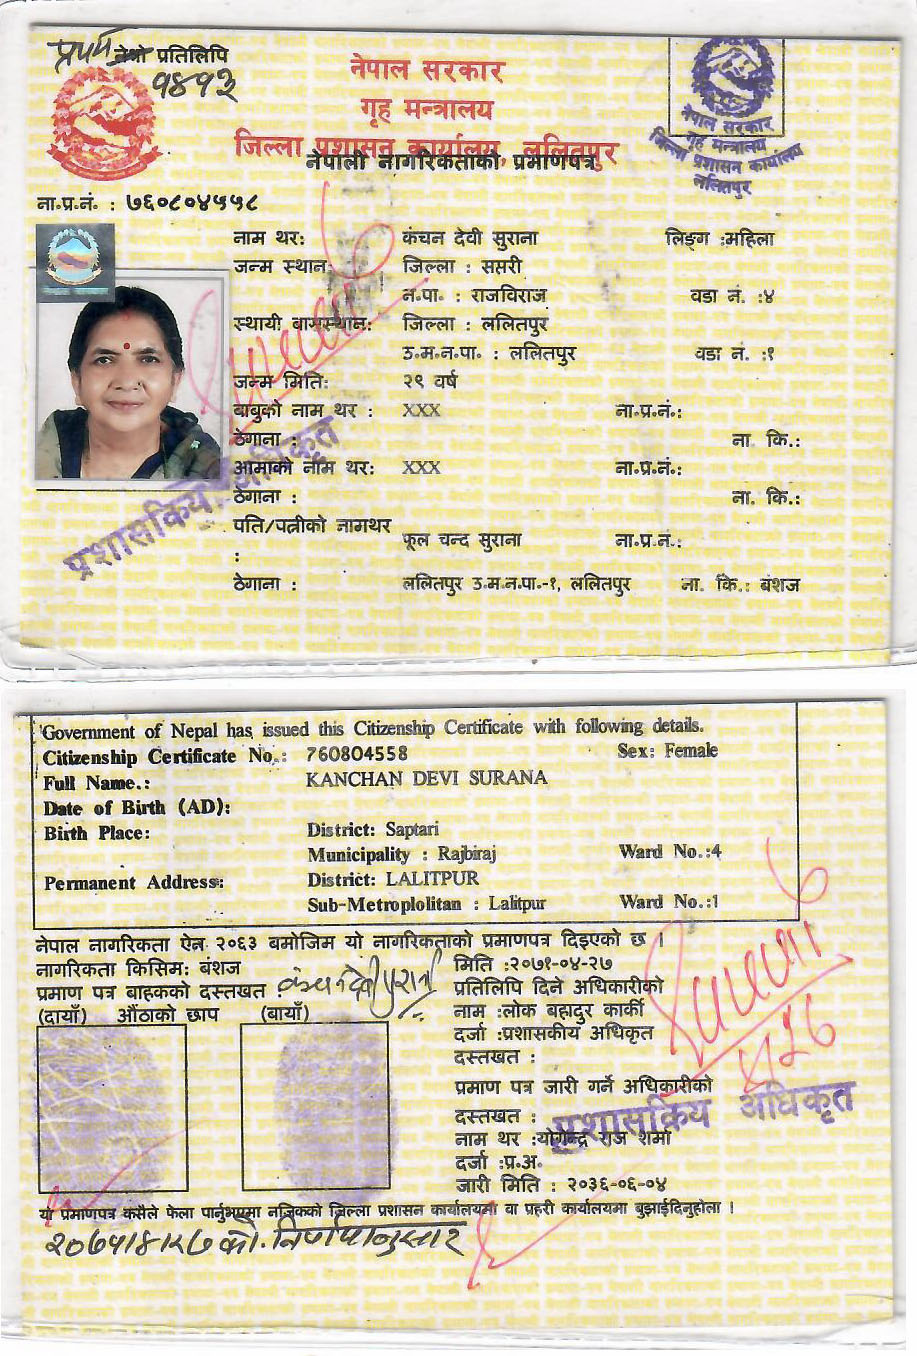 प्रथम नेपाली प्रतिलिपि
१४१३
नेपाल सरकार
गृह मन्त्रालय
जिल्ला प्रशासन कार्यालय, ललितपुर
नेपाली नागरिकताको प्रमाणपत्र
नेपाल सरकार
गृह मन्त्रालय
जिल्ला प्रशासन कार्यालय
ललितपुर
ना.प्र.नं. : ७६०८०४५५८
नाम थर: कंचन देवी सुराना लिङ्ग :महिला
जन्म स्थान: जिल्ला : सप्तरी
न.पा. : राजविराज वडा नं. :४
स्थायी बासस्थान: जिल्ला : ललितपुर
उ.म.न.पा. : ललितपुर वडा नं. :१
जन्म मिति: २९ वर्ष
बाबुको नाम थर : XXX ना.प्र.नं.:
ठेगाना : ना. कि.:
आमाको नाम थर: XXX ना.प्र.नं.:
ठेगाना : ना. कि.:
पति/पत्नीको नामथर : फूल चन्द सुराना ना.प्र.नं.:
ठेगाना : ललितपुर उ.म.न.पा.-१, ललितपुर ना. कि.: बंशज
प्रशासकिय अधिकृत
Government of Nepal has issued this Citizenship Certificate with following details.
Citizenship Certificate No.: 760804558 Sex: Female
Full Name.: KANCHAN DEVI SURANA
Date of Birth (AD):
Birth Place: District: Saptari
Municipality : Rajbiraj Ward No.:4
Permanent Address: District: LALITPUR
Sub-Metroplolitan : Lalitpur Ward No.:1
नेपाल नागरिकता ऐन २०६३ बमोजिम यो नागरिकताको प्रमाणपत्र दिइएको छ ।
नागरिकता किसिम: बंशज मिति :२०७१-०४-२७
प्रमाण पत्र बाहकको दस्तखत प्रतिलिपि दिने अधिकारीको
(दायाँ) औंठाको छाप (बायाँ) नाम :लोक बहादुर कार्की
दर्जा :प्रशासकीय अधिकृत
दस्तखत :
प्रमाण पत्र जारी गर्ने अधिकारीको
दस्तखत :
प्रशासकिय अधिकृत
नाम थर :योगेन्द्र राज शर्मा
दर्जा :प्र.अ.
जारी मिति : २०३६-०६-०४
यो प्रमाणपत्र कसैले फेला पार्नुभएमा नजिकको जिल्ला प्रशासन कार्यालयमा वा प्रहरी कार्यालयमा बुझाईदिनुहोला ।
२०७१।४।२७ को निर्णयानुसार